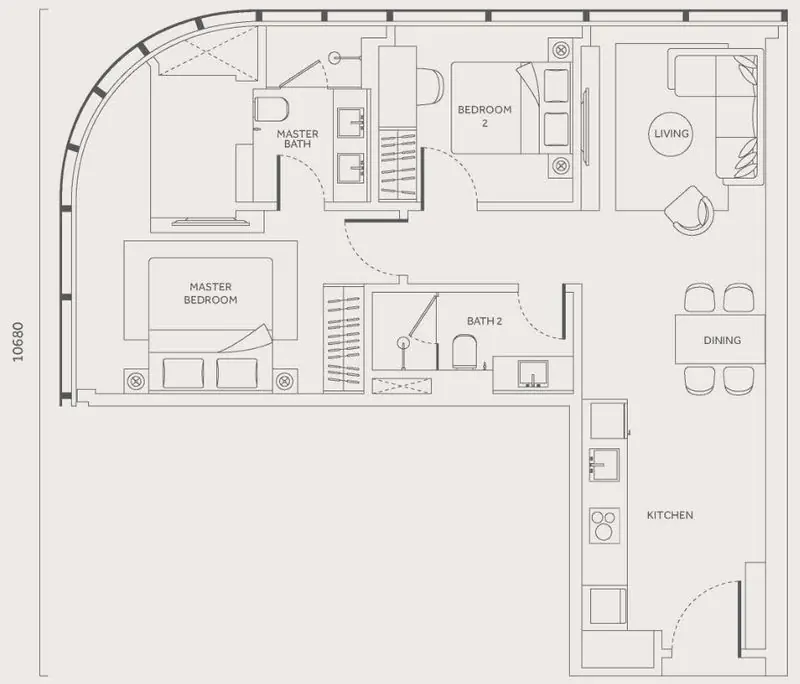 BEDROOM
2
LIVING
MASTER
BATH
MASTER
BEDROOM
BATH 2
DINING
10680
KITCHEN